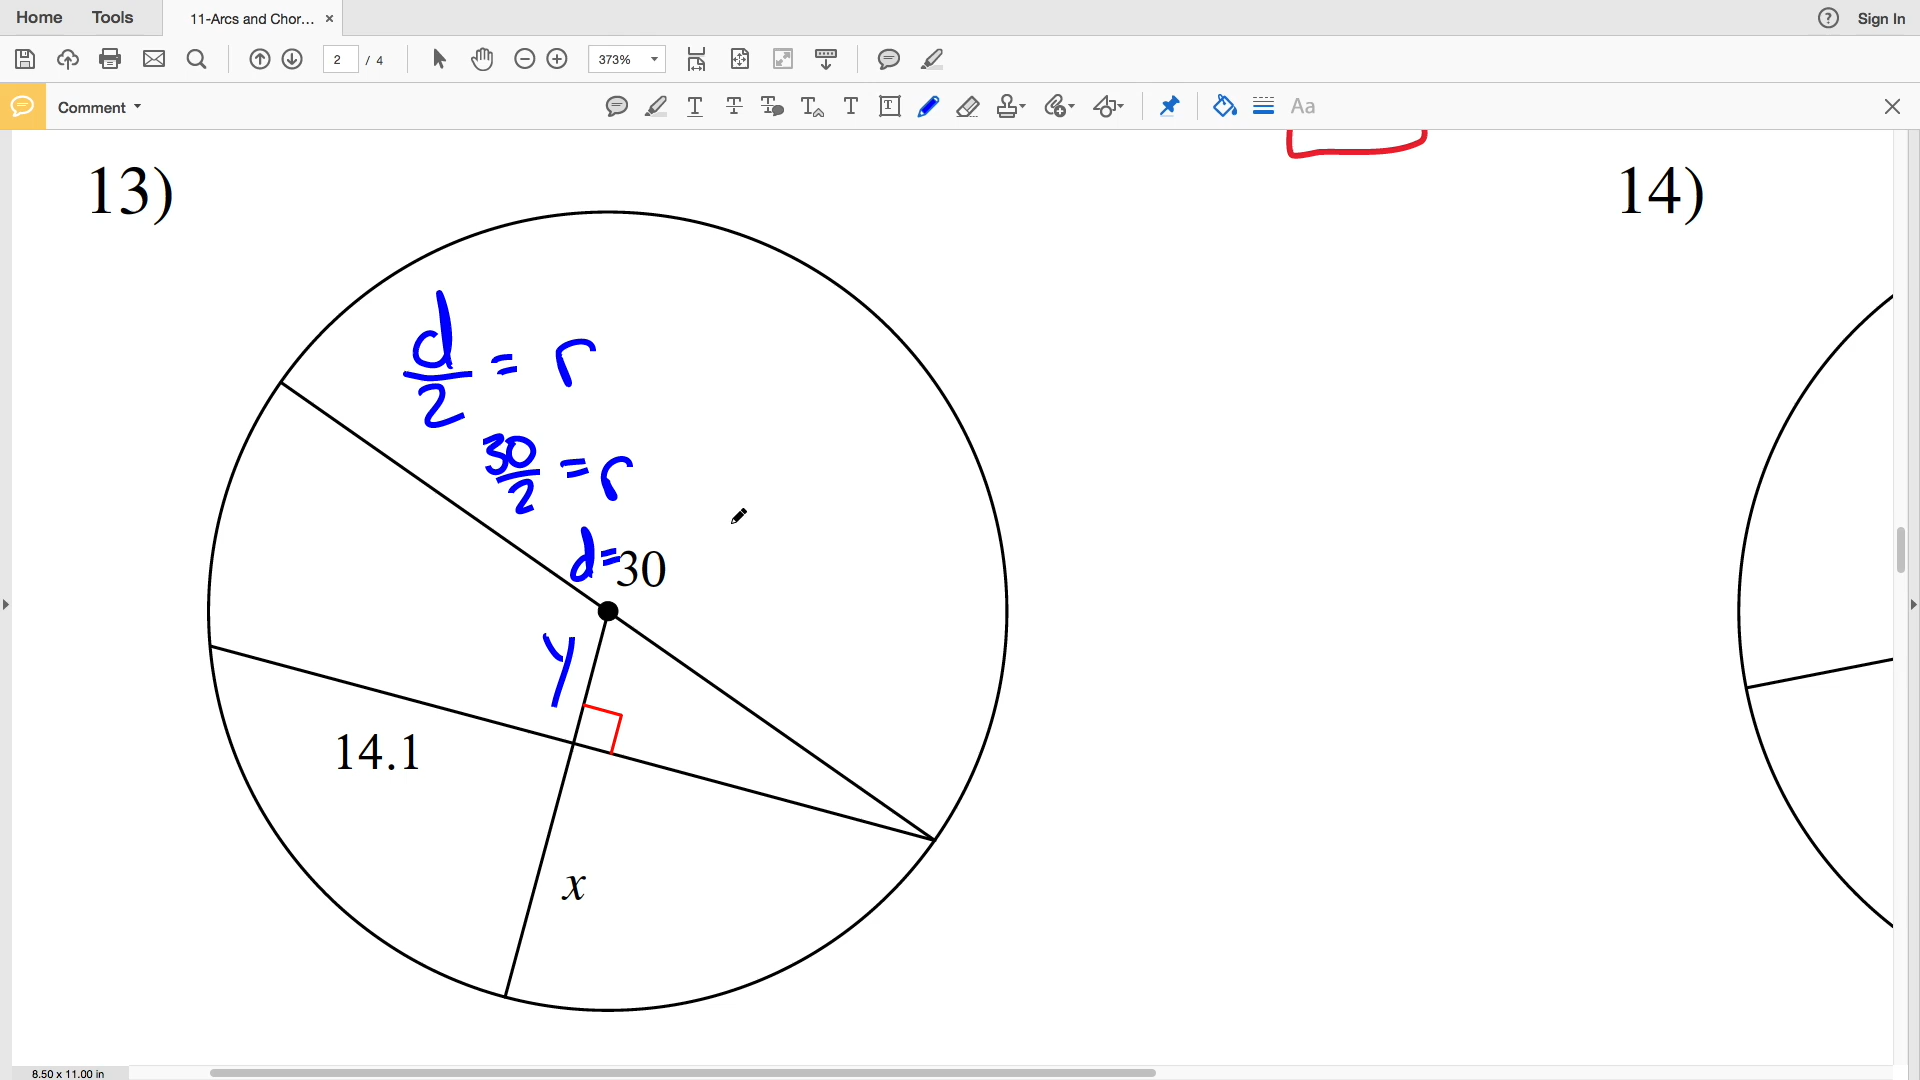 Home Tools 11-Arcs and Chor... × ? Sign In
2 / 4 373%
Comment Aa
13) 14)
d/2 = r
30/2 = r
d= 30
y
14.1
x
8.50 x 11.00 in